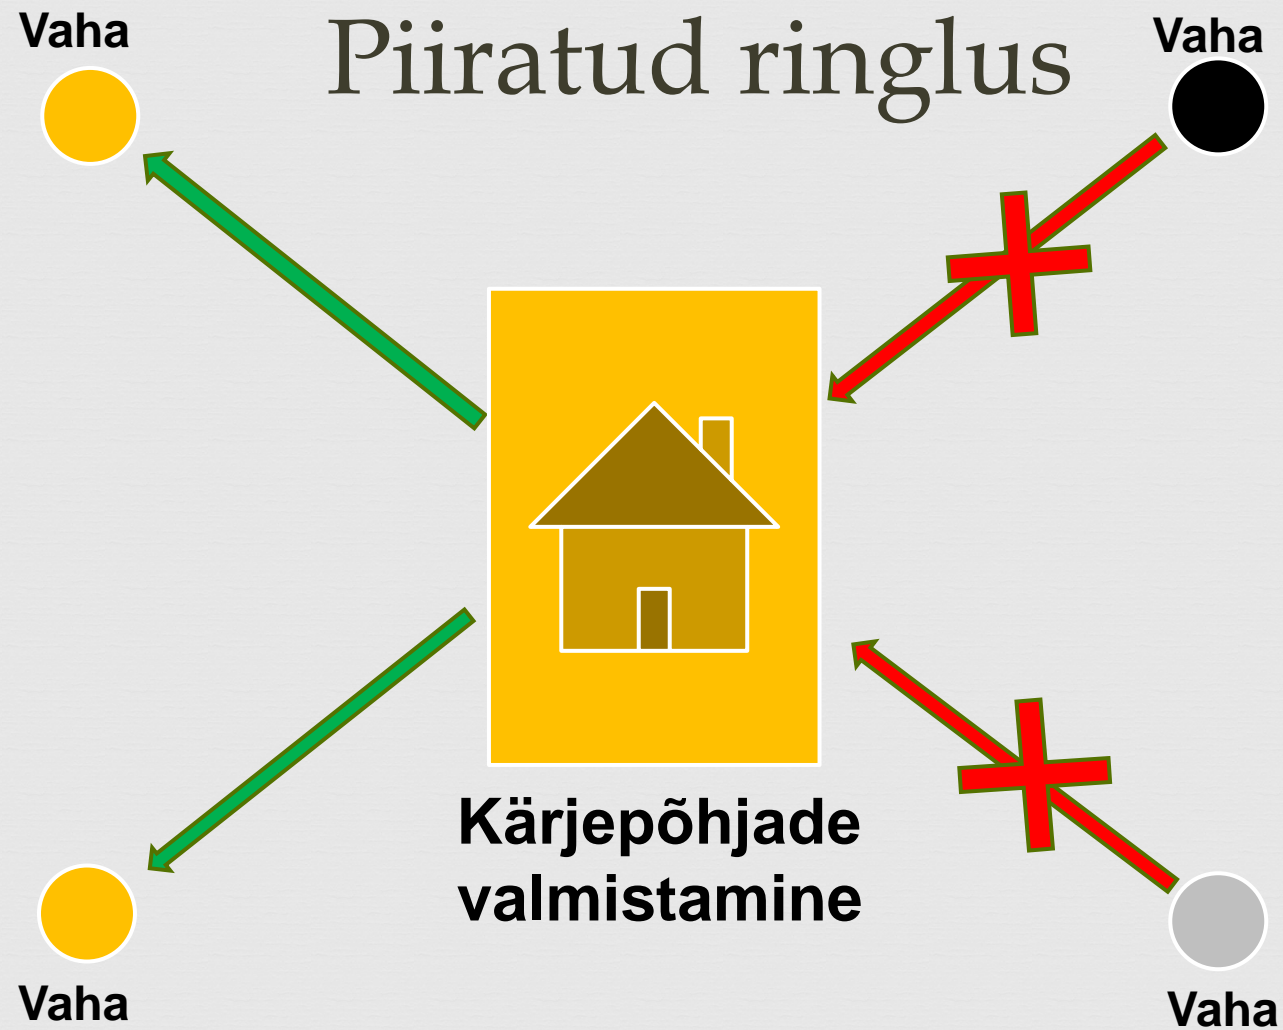 Vaha
Piiratud ringlus
Vaha
Kärjepõhjade
valmistamine
Vaha
Vaha